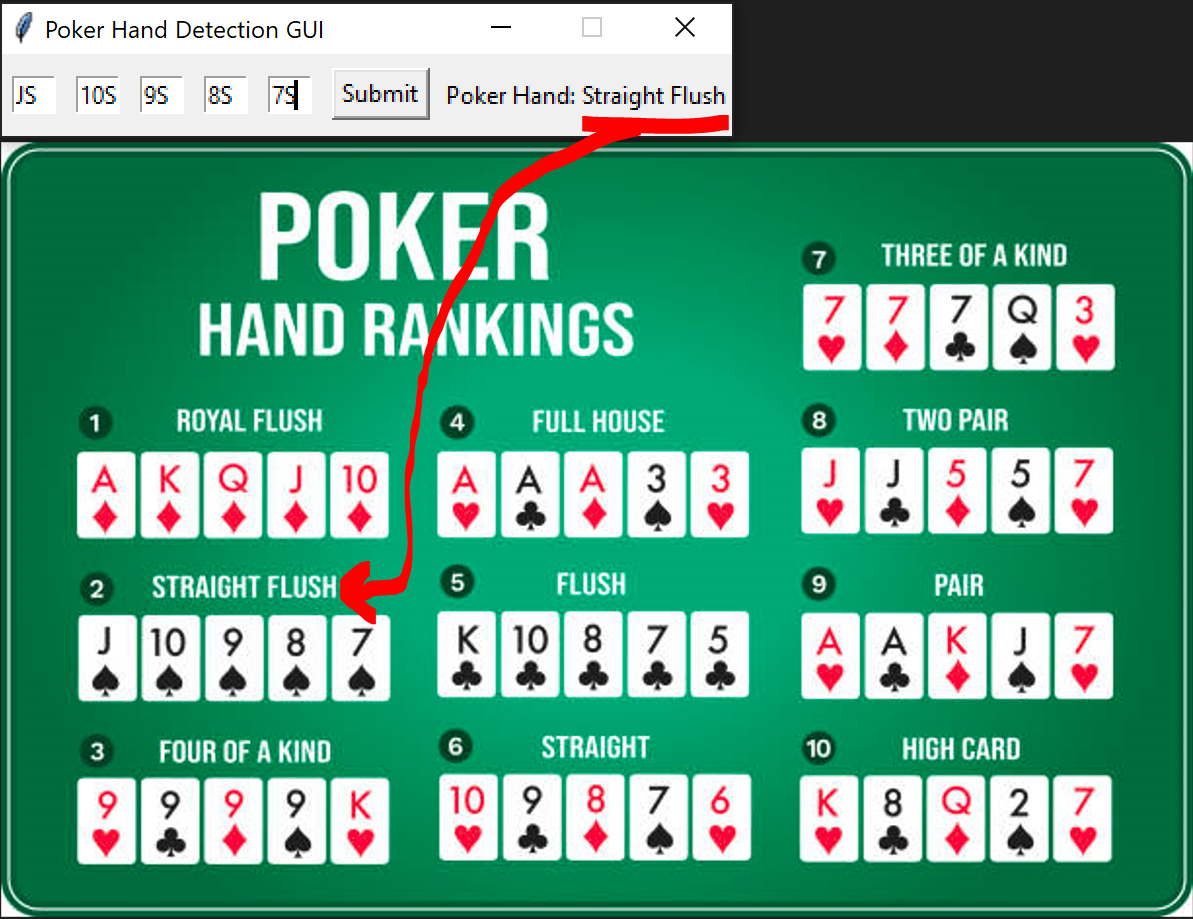 Poker Hand Detection GUI
JS 10S 9S 8S 7S Submit Poker Hand: Straight Flush
POKER
HAND RANKINGS
1 ROYAL FLUSH
A K Q J 10
2 STRAIGHT FLUSH
J 10 9 8 7
3 FOUR OF A KIND
9 9 9 9 K
4 FULL HOUSE
A A A 3 3
5 FLUSH
K 10 8 7 5
6 STRAIGHT
10 9 8 7 6
7 THREE OF A KIND
7 7 7 Q 3
8 TWO PAIR
J J 5 5 7
9 PAIR
A A K J 7
10 HIGH CARD
K 8 Q 2 7